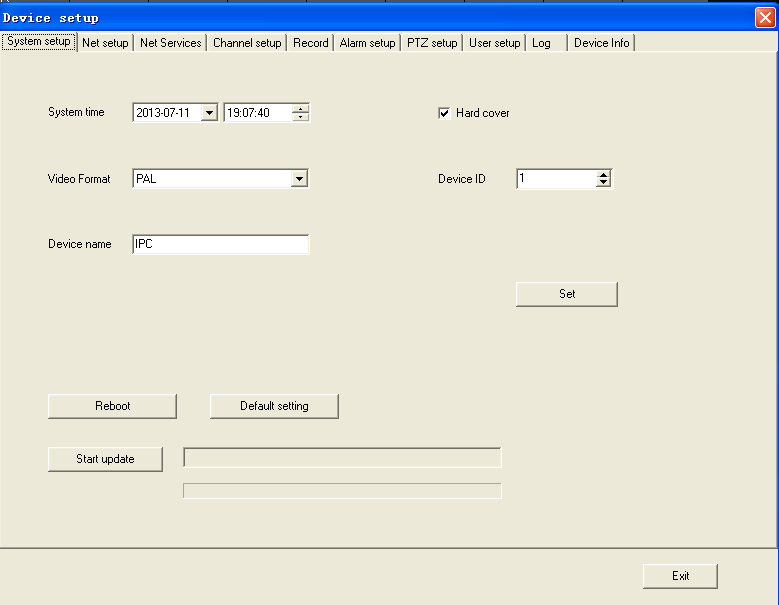 Device setup
System setup Net setup Net Services Channel setup Record Alarm setup PTZ setup User setup Log Device Info
System time 2013-07-11 19:07:40 Hard cover
Video Format PAL Device ID 1
Device name IPC
Set
Reboot Default setting
Start update
Exit